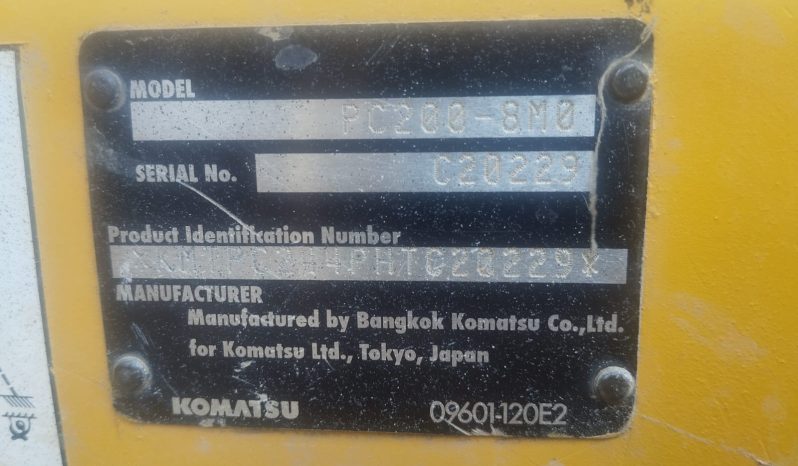 MODEL
PC200-8M0
SERIAL No.
C20229
Product Identification Number
MANUFACTURER
Manufactured by Bangkok Komatsu Co.,Ltd.
for Komatsu Ltd., Tokyo, Japan
KOMATSU
09601-120E2